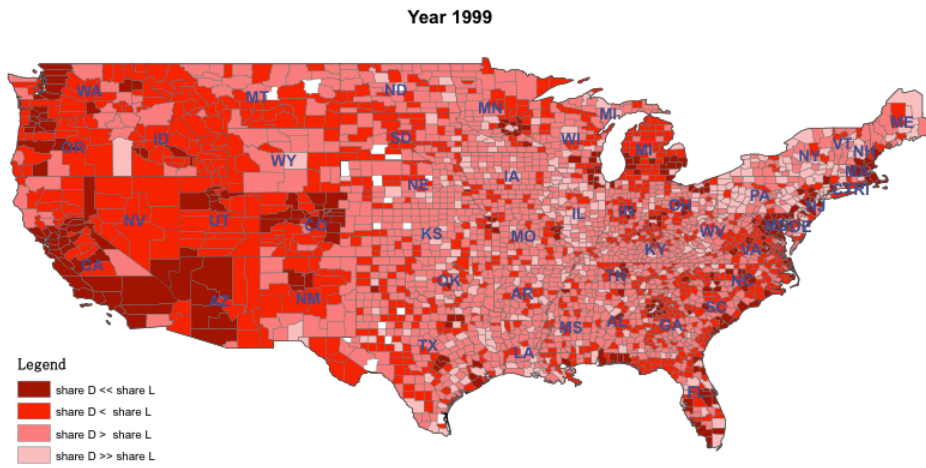 Year 1999
WA
MT
ND
MN
MI
ME
OR
ID
SD
WI
MI
VT
NH
NY
MA
WY
NE
IA
PA
CT RI
NV
UT
CO
IL
IN
OH
NJ
KS
MO
WV
MD DE
CA
KY
VA
AZ
NM
OK
AR
TN
NC
SC
TX
LA
MS
AL
GA
FL
Legend
share D << share L
share D < share L
share D > share L
share D >> share L